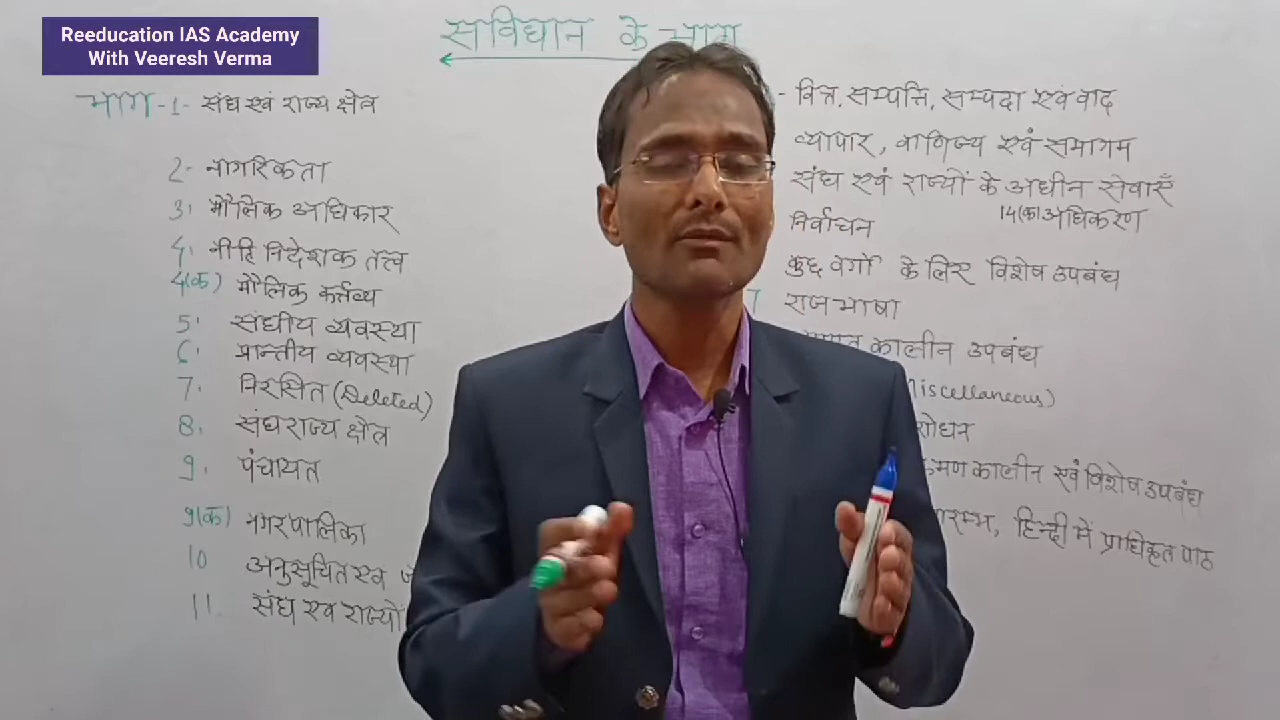 Reeducation IAS Academy
With Veeresh Verma
संविधान के भाग
भाग-1- संघ एवं राज्य क्षेत्र
2- नागरिकता
3. मौलिक अधिकार
4. नीति निदेशक तत्त्व
4(क) मौलिक कर्तव्य
5. संघीय व्यवस्था
6. प्रान्तीय व्यवस्था
7. निरसित (Deleted)
8. संघ राज्य क्षेत्र
9. पंचायत
9(क) नगरपालिका
10 अनुसूचित एवं
11. संघ एवं राज्यों
- वित्त, सम्पत्ति, सम्पदा एवं वाद
व्यापार, वाणिज्य एवं समागम
संघ एवं राज्यों के अधीन सेवाएँ
14(क) अधिकरण
निर्वाचन
कुछ वर्गो के लिए विशेष उपबंध
7 राजभाषा
कालीन उपबंध
iscellaneous)
शोधन
क्रमण कालीन एवं विशेष उपबंध
रम्भ, हिन्दी में प्राधिकृत पाठ